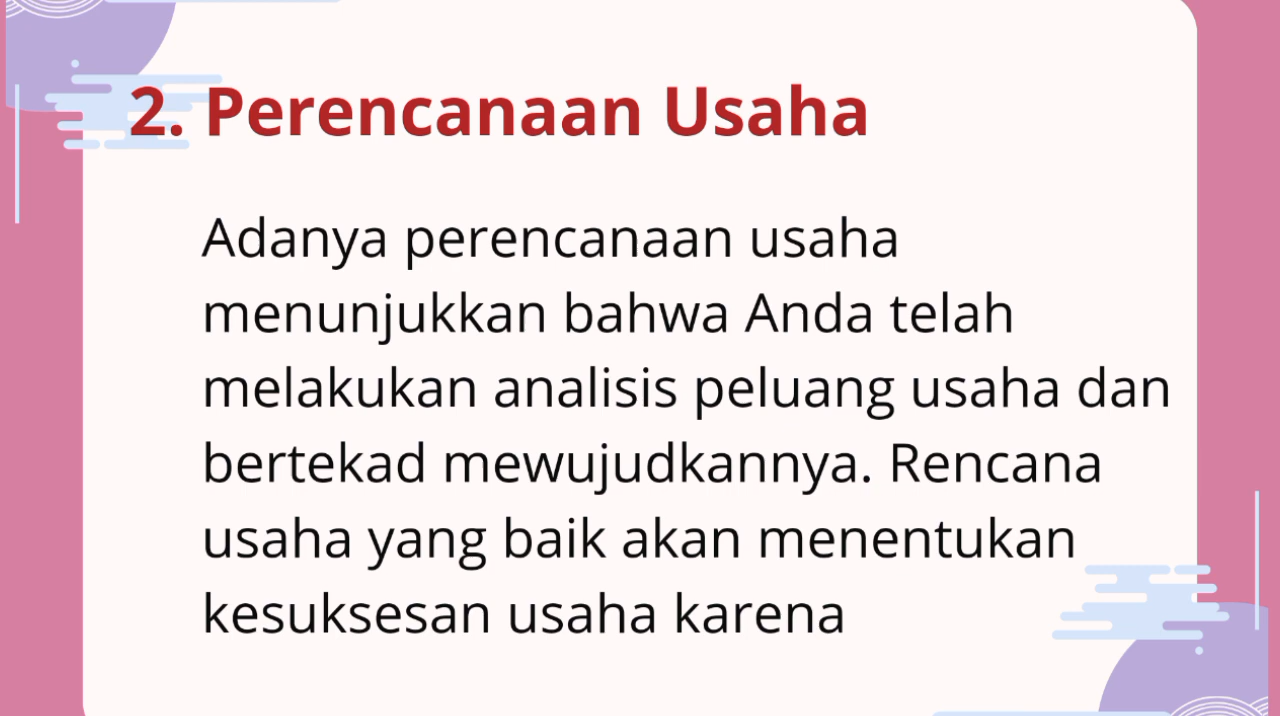 2. Perencanaan Usaha
Adanya perencanaan usaha
menunjukkan bahwa Anda telah
melakukan analisis peluang usaha dan
bertekad mewujudkannya. Rencana
usaha yang baik akan menentukan
kesuksesan usaha karena